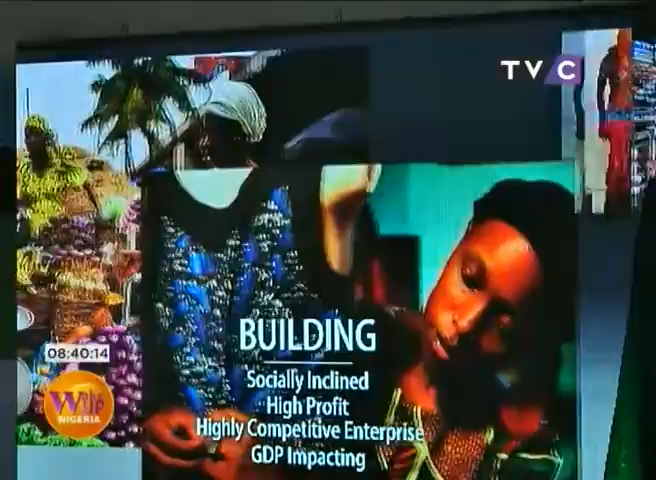 TVC
BUILDING
Socially Inclined
High Profit
Highly Competitive Enterprise
GDP Impacting
08:40:14
NIGERIA